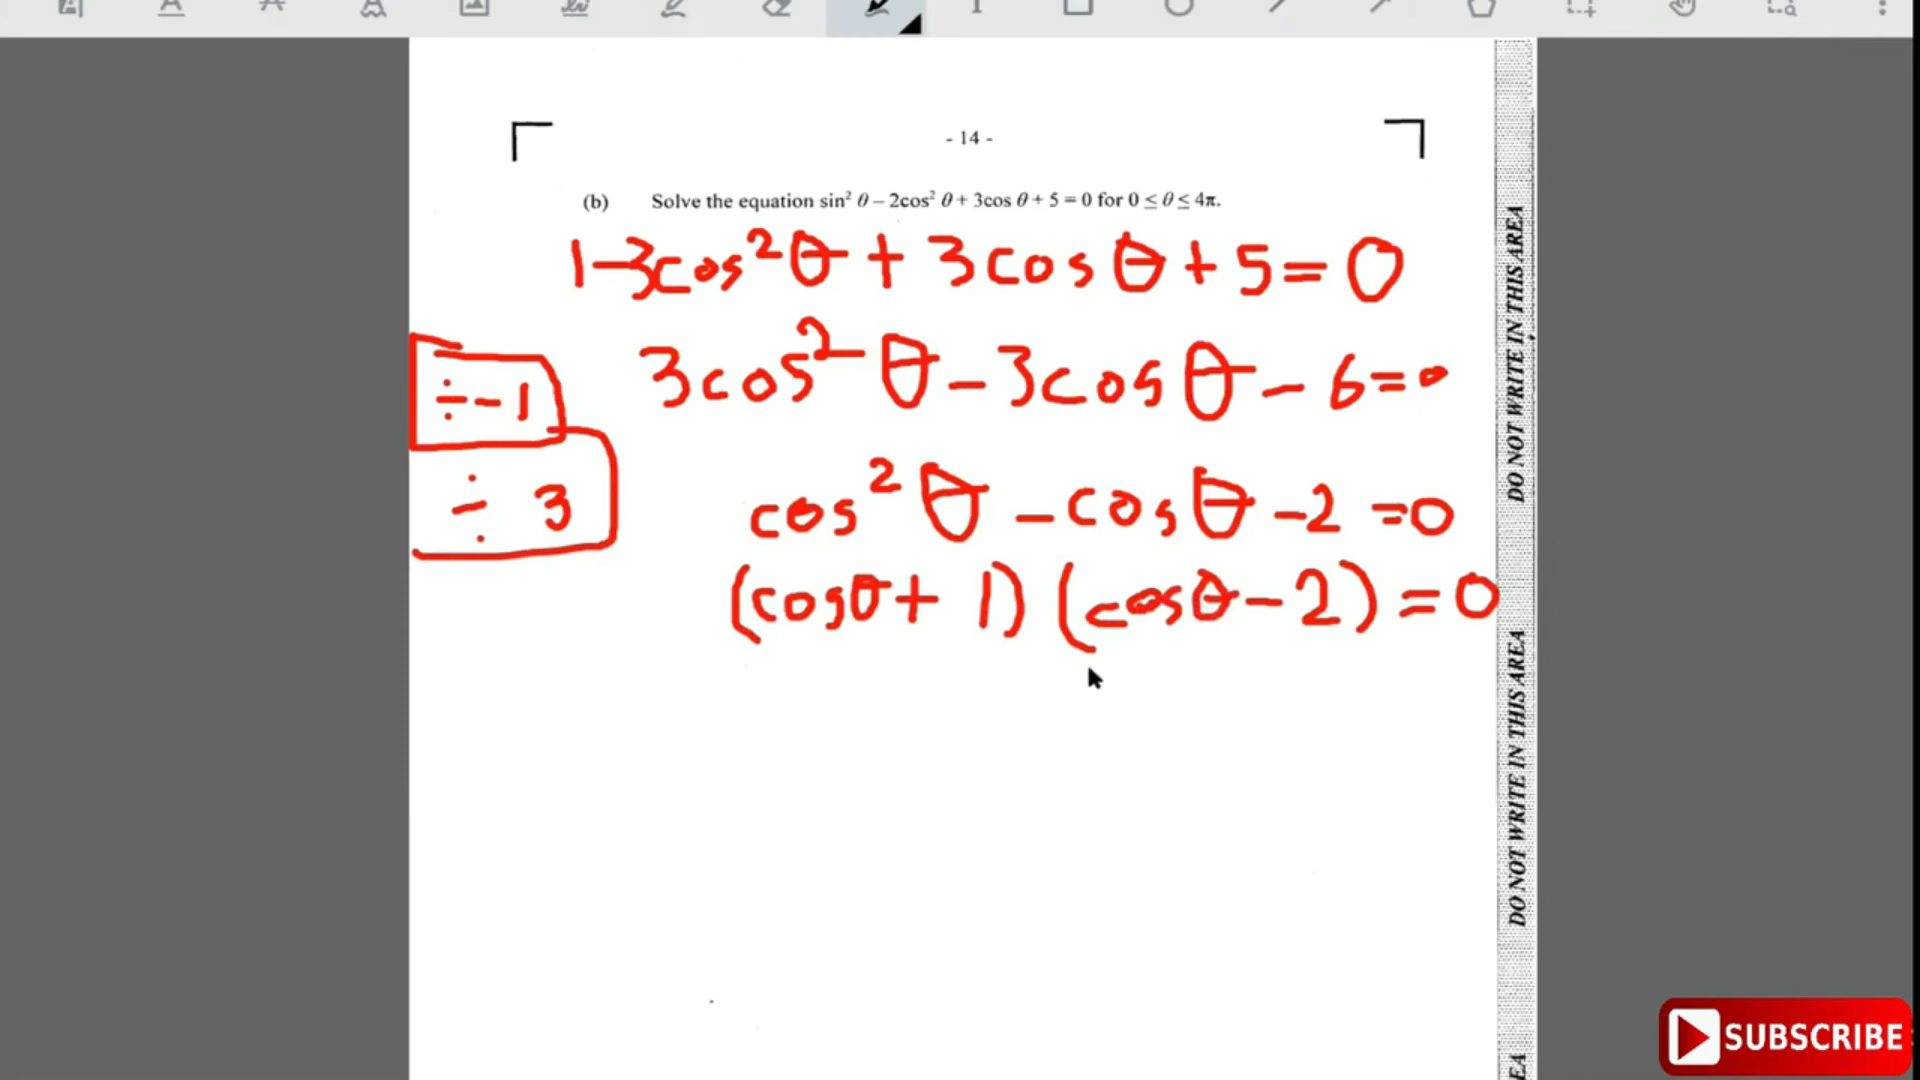 - 14 -
(b) Solve the equation sin² θ – 2cos² θ + 3cos θ + 5 = 0 for 0 ≤ θ ≤ 4π.
1-3cos²θ + 3cosθ + 5 = 0
÷-1
3cos²θ - 3cosθ - 6 = 0
÷ 3
cos²θ - cosθ - 2 = 0
(cosθ + 1) (cosθ - 2) = 0
DO NOT WRITE IN THIS AREA
DO NOT WRITE IN THIS AREA
EA
SUBSCRIBE